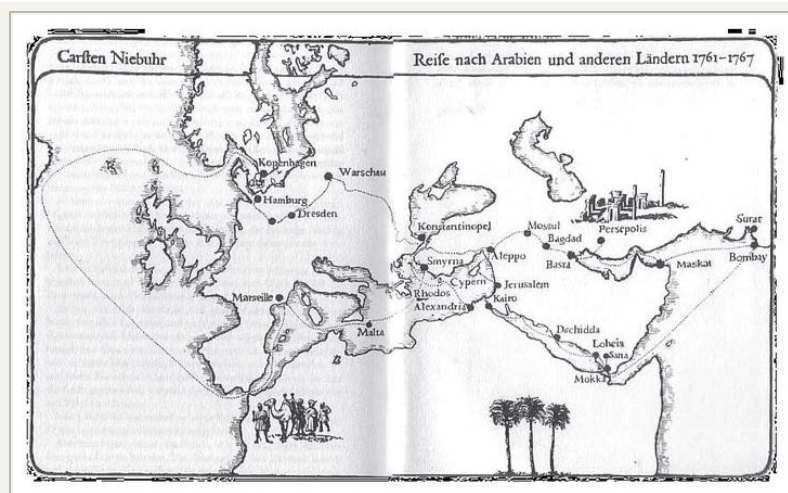 Carsten Niebuhr
Reise nach Arabien und anderen Ländern 1761–1767
Kopenhagen
Warschau
Hamburg
Dresden
Konstantinopel
Mossul
Persepolis
Surat
Bagdad
Bombay
Aleppo
Smyrna
Basra
Maskat
Cypern
Jerusalem
Marseille
Rhodos
Kairo
Alexandria
Malta
Dschidda
Loheia
Sana
Mokka